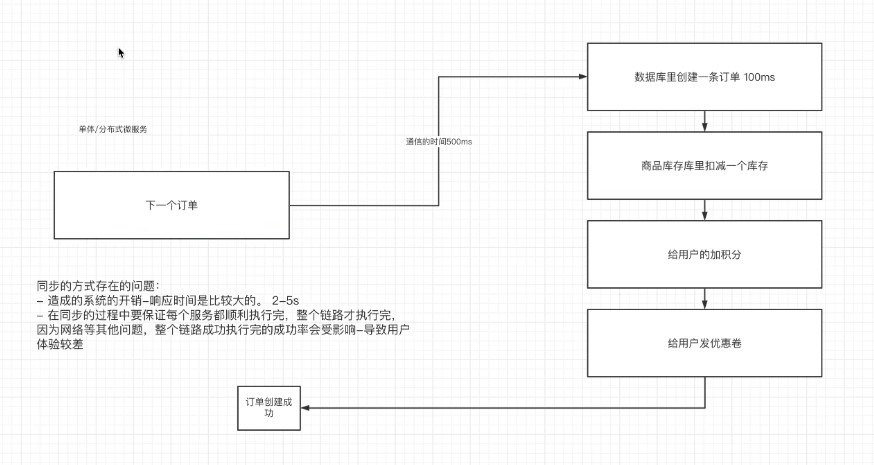 数据库里创建一条订单 100ms
单体/分布式微服务
通信的时间500ms
商品库存库里扣减一个库存
下一个订单
给用户的加积分
同步的方式存在的问题：
- 造成的系统的开销-响应时间是比较大的。 2-5s
- 在同步的过程中要保证每个服务都顺利执行完，整个链路才执行完，
因为网络等其他问题，整个链路成功执行完的成功率会受影响-导致用户
体验较差
给用户发优惠卷
订单创建成
功